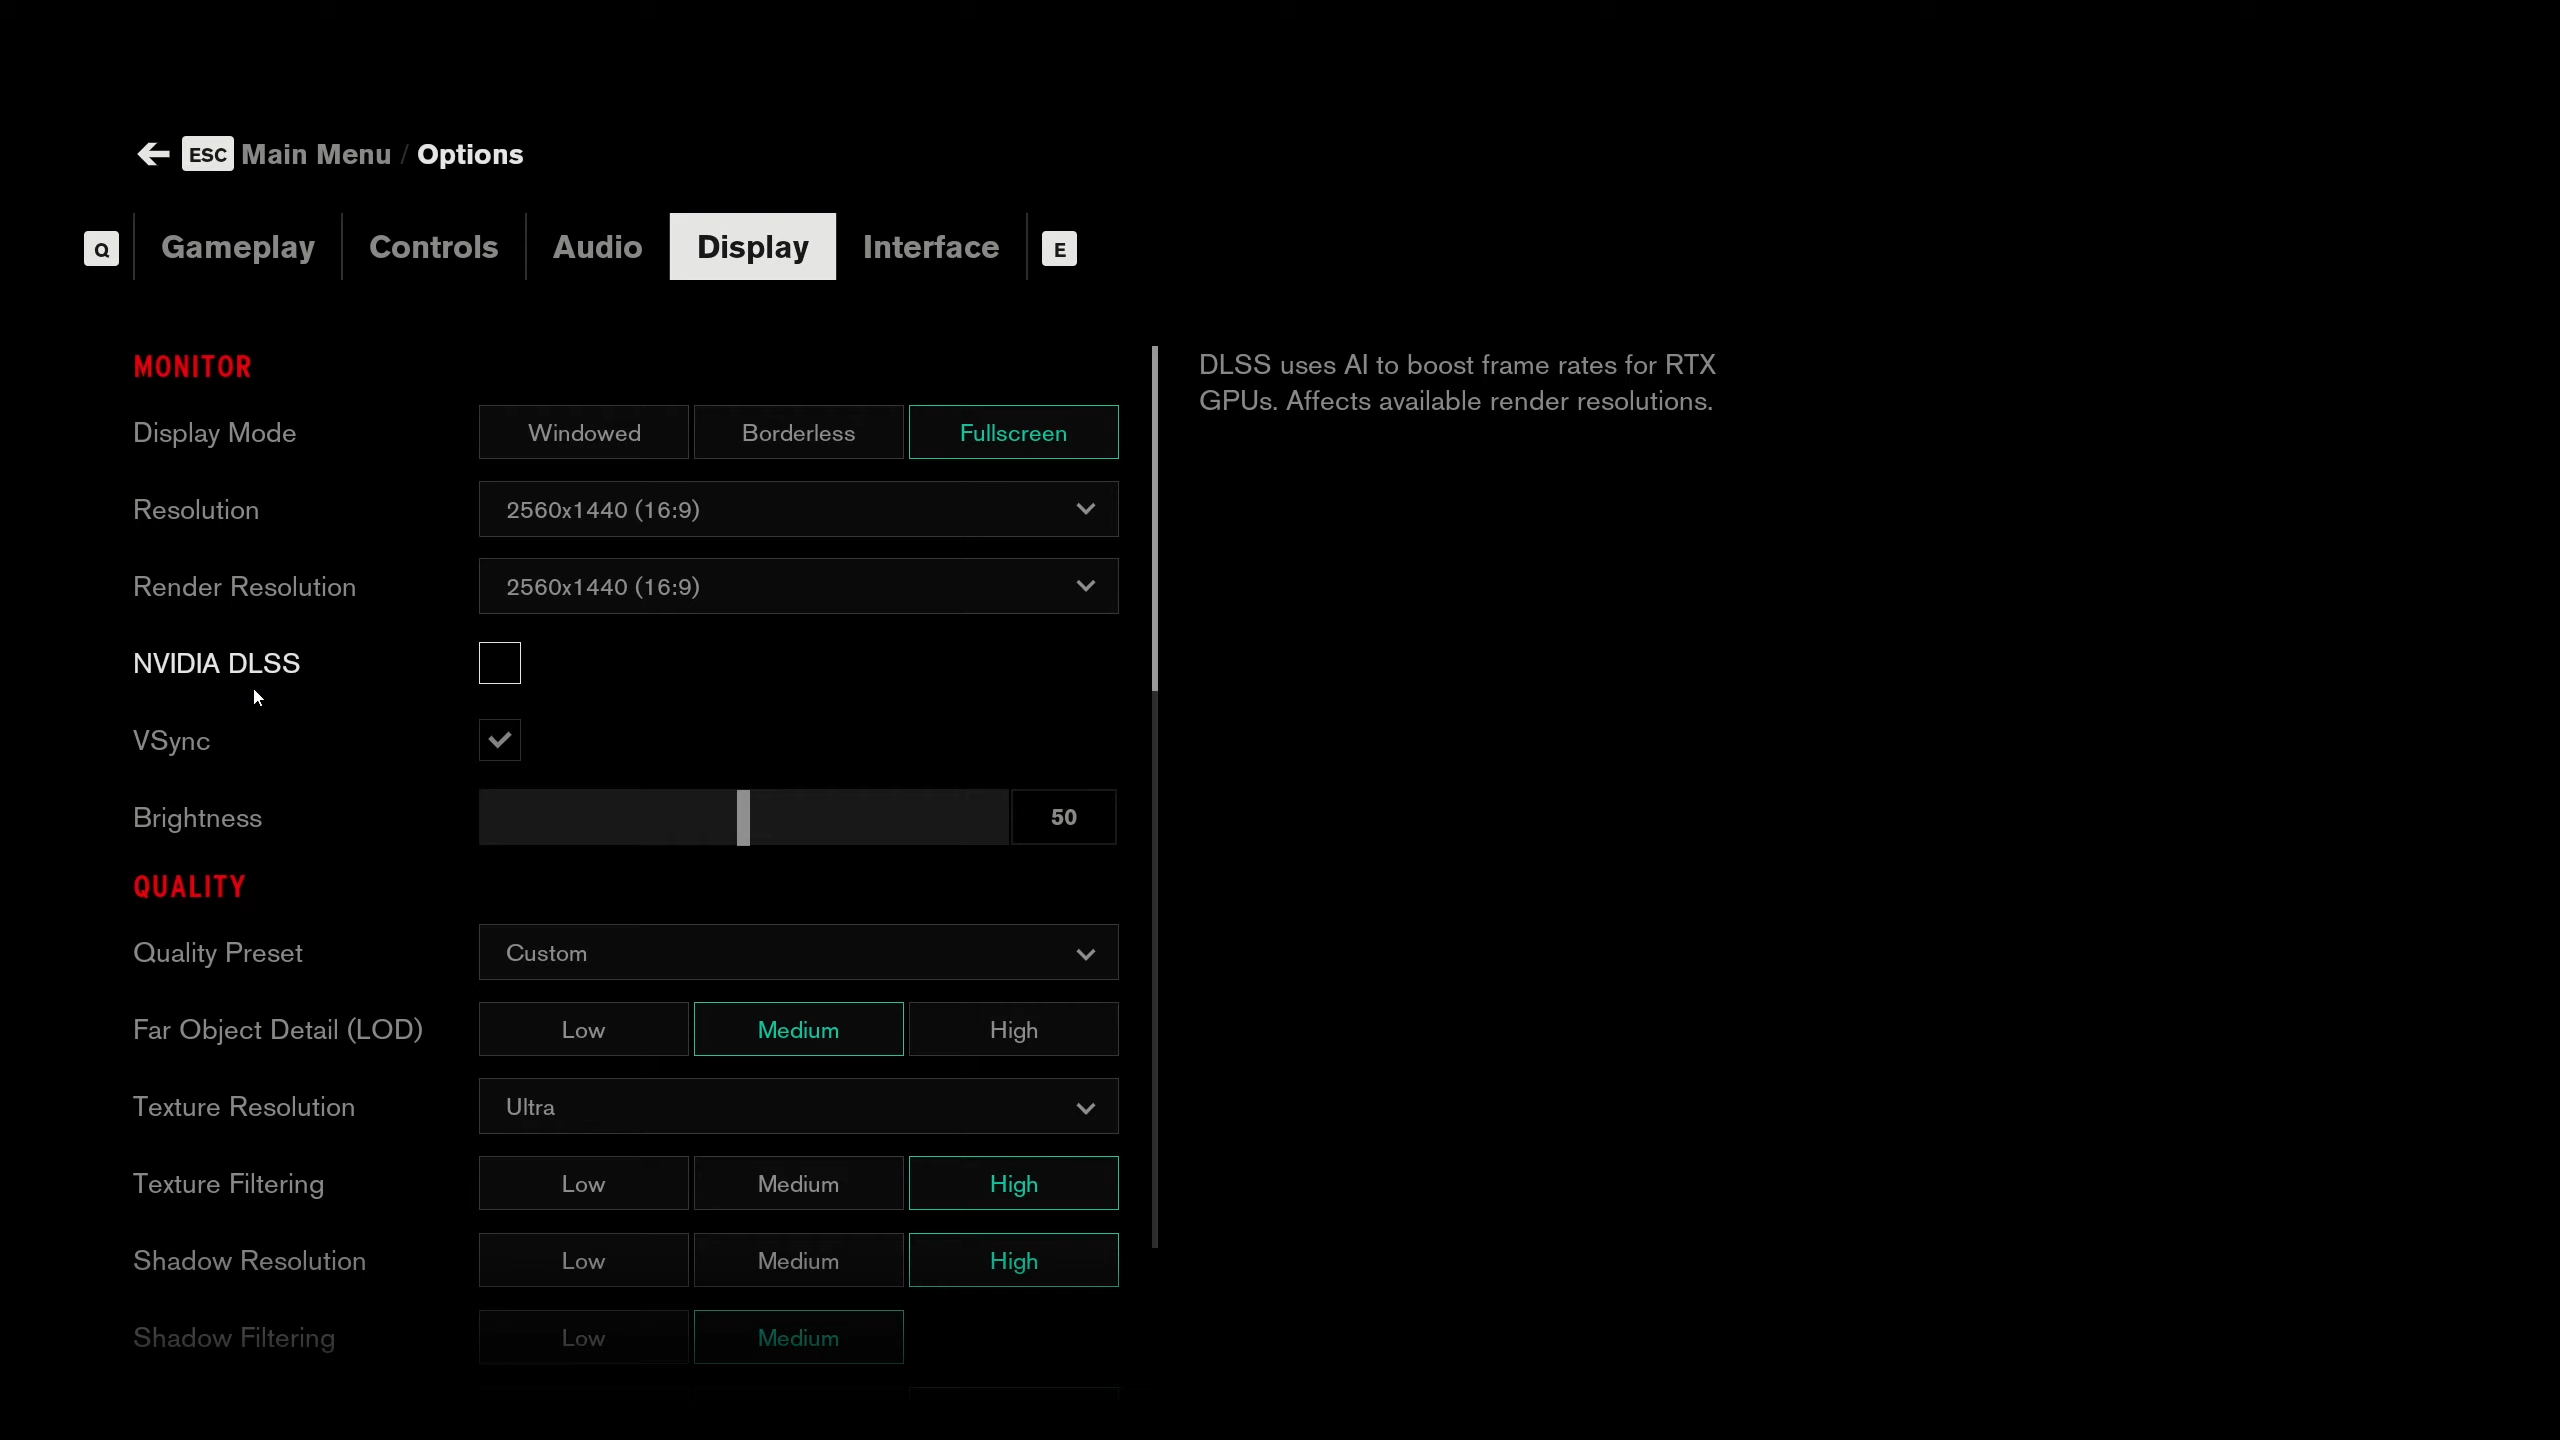 ESC Main Menu / Options
Q Gameplay Controls Audio Display Interface E
MONITOR
DLSS uses AI to boost frame rates for RTX
GPUs. Affects available render resolutions.
Display Mode Windowed Borderless Fullscreen
Resolution 2560x1440 (16:9)
Render Resolution 2560x1440 (16:9)
NVIDIA DLSS
VSync
Brightness 50
QUALITY
Quality Preset Custom
Far Object Detail (LOD) Low Medium High
Texture Resolution Ultra
Texture Filtering Low Medium High
Shadow Resolution Low Medium High
Shadow Filtering Low Medium